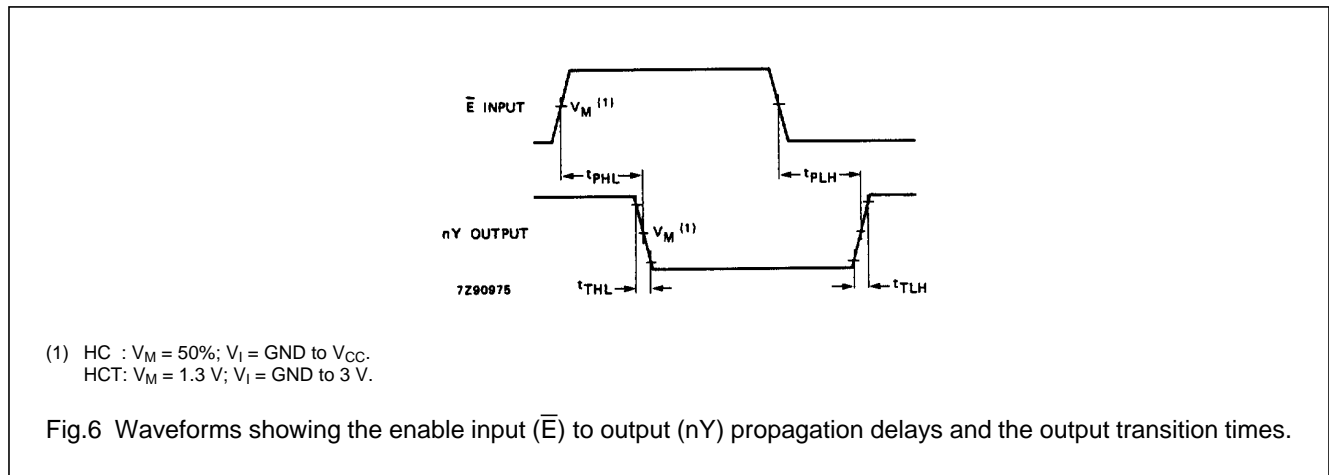 E̅ INPUT
V_M (1)
t_PHL
t_PLH
nY OUTPUT
V_M (1)
t_THL
t_TLH
7Z90975
(1) HC : V_M = 50%; V_I = GND to V_CC.
HCT: V_M = 1.3 V; V_I = GND to 3 V.
Fig.6 Waveforms showing the enable input (E̅) to output (nY) propagation delays and the output transition times.